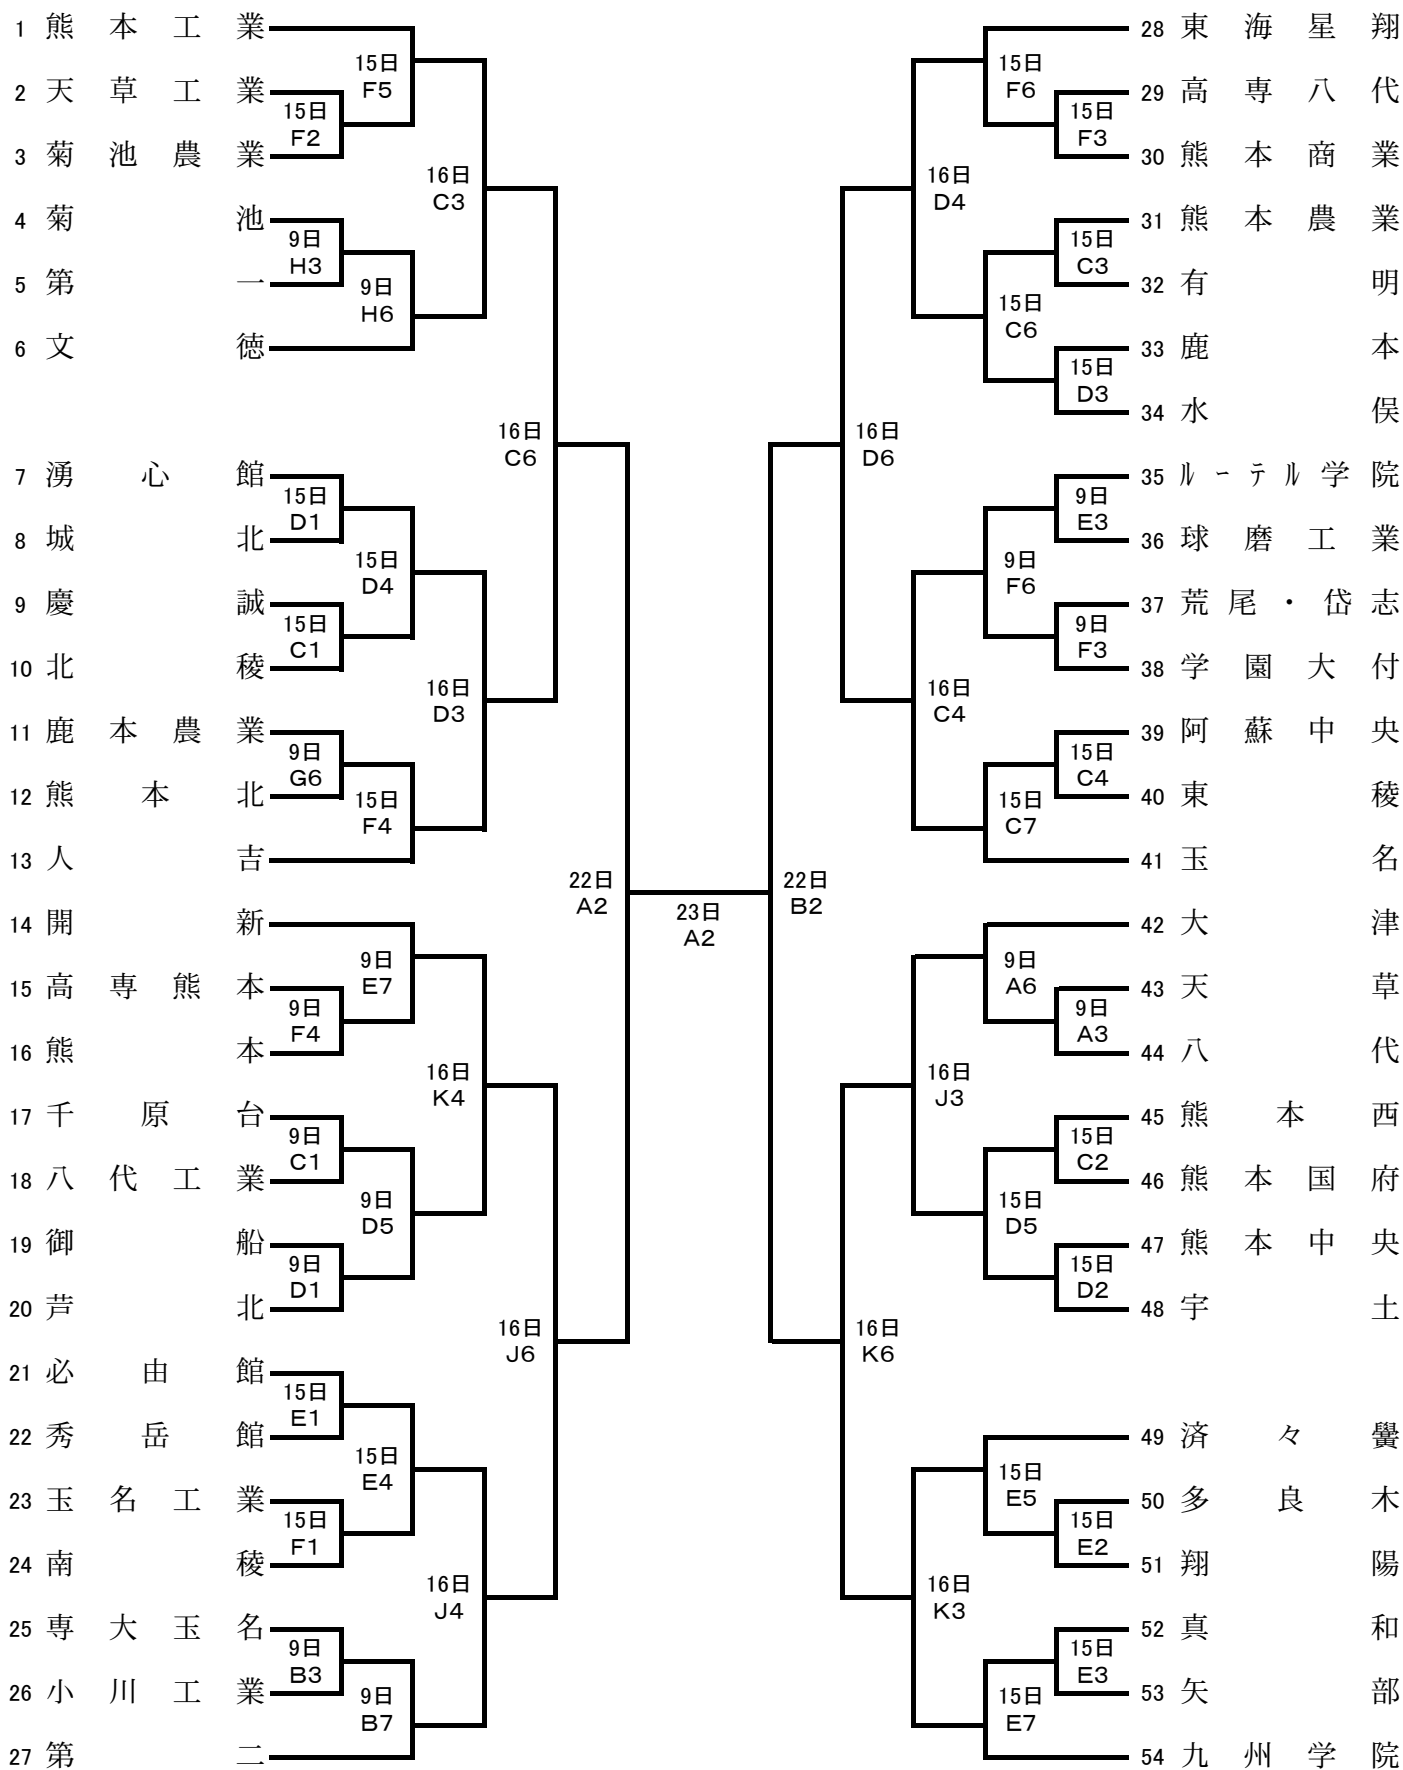 1 熊本工業
2 天草工業
3 菊池農業
4 菊池
5 第一
6 文徳
7 湧心館
8 城北
9 慶誠
10 北稜
11 鹿本農業
12 熊本北
13 人吉
14 開新
15 高専熊本
16 熊本
17 千原台
18 八代工業
19 御船
20 芦北
21 必由館
22 秀岳館
23 玉名工業
24 南稜
25 専大玉名
26 小川工業
27 第二
15日
F2
9日
H3
15日
D1
15日
C1
9日
G6
9日
F4
9日
C1
9日
D1
15日
E1
15日
F1
9日
B3
15日
F5
9日
H6
15日
D4
15日
F4
9日
E7
9日
D5
15日
E4
9日
B7
16日
C3
16日
D3
16日
K4
16日
J4
16日
C6
16日
J6
22日
A2
23日
A2
22日
B2
16日
D6
16日
K6
16日
D4
16日
C4
16日
J3
16日
K3
15日
F6
15日
C6
9日
F6
15日
C7
9日
A6
15日
D5
15日
E5
15日
E7
15日
F3
15日
C3
15日
D3
9日
E3
9日
F3
15日
C4
9日
A3
15日
C2
15日
D2
15日
E2
15日
E3
28 東海星翔
29 高専八代
30 熊本商業
31 熊本農業
32 有明
33 鹿本
34 水俣
35 ﾙｰﾃﾙ学院
36 球磨工業
37 荒尾・岱志
38 学園大付
39 阿蘇中央
40 東稜
41 玉名
42 大津
43 天草
44 八代
45 熊本西
46 熊本国府
47 熊本中央
48 宇土
49 済々黌
50 多良木
51 翔陽
52 真和
53 矢部
54 九州学院